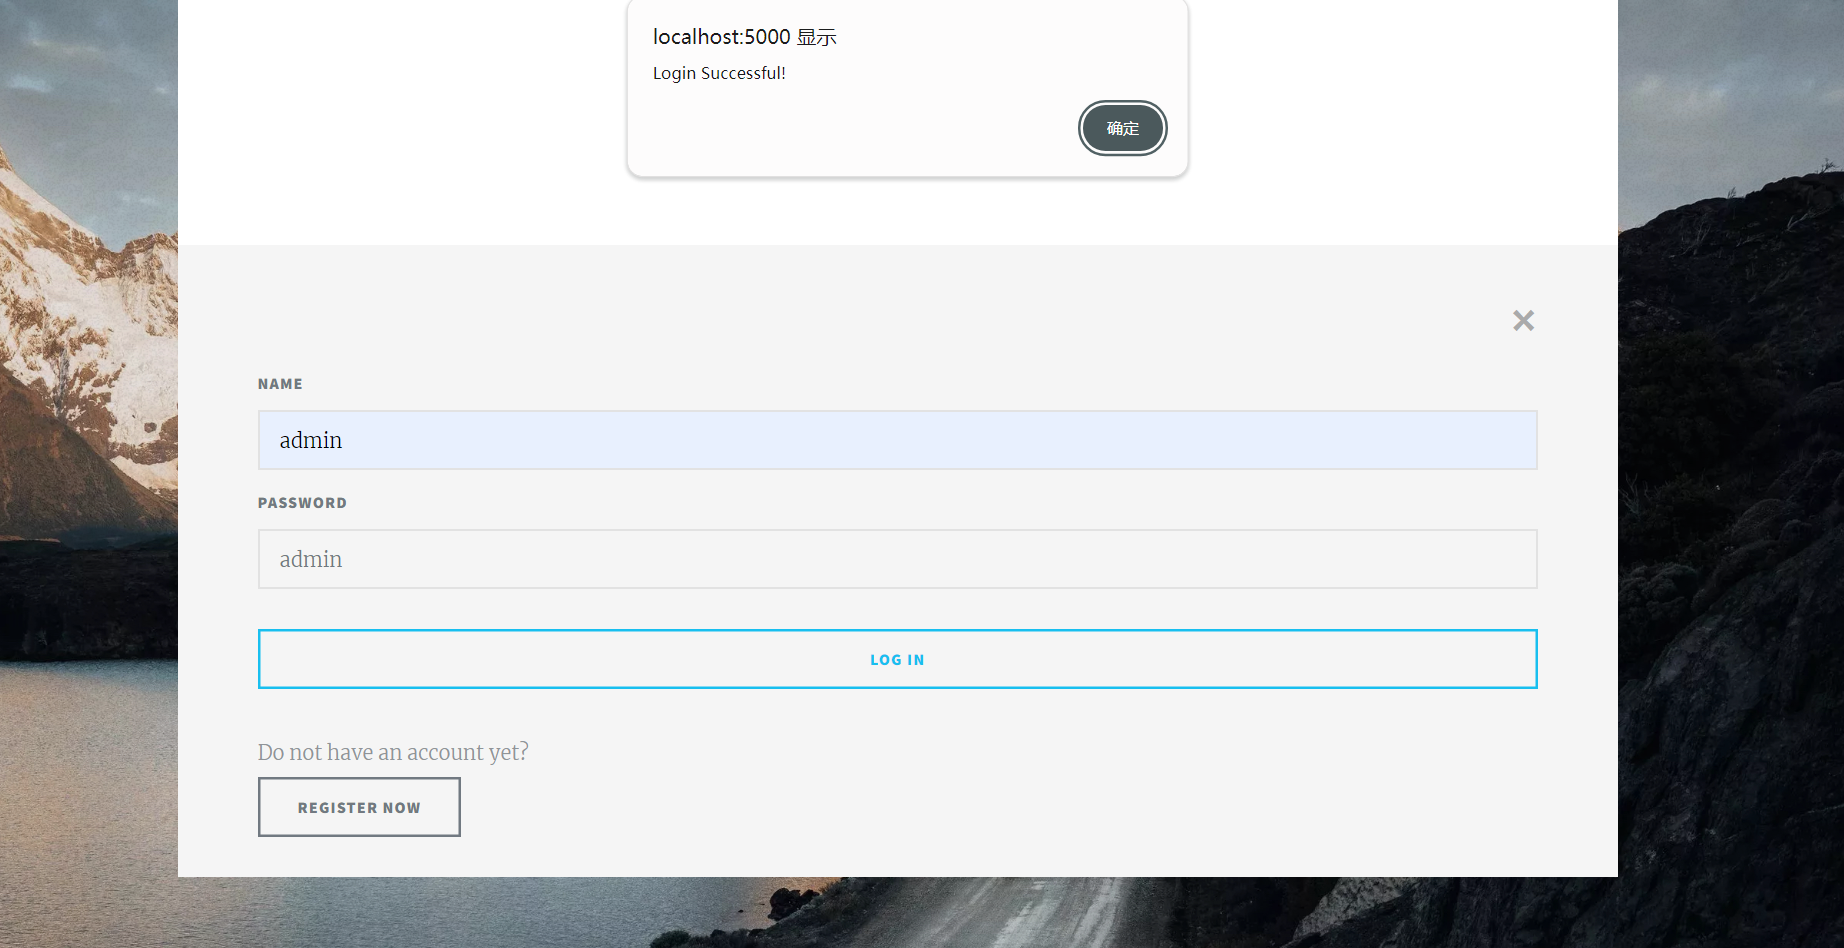 localhost:5000 显示
Login Successful!
确定
NAME
admin
PASSWORD
admin
LOG IN
Do not have an account yet?
REGISTER NOW